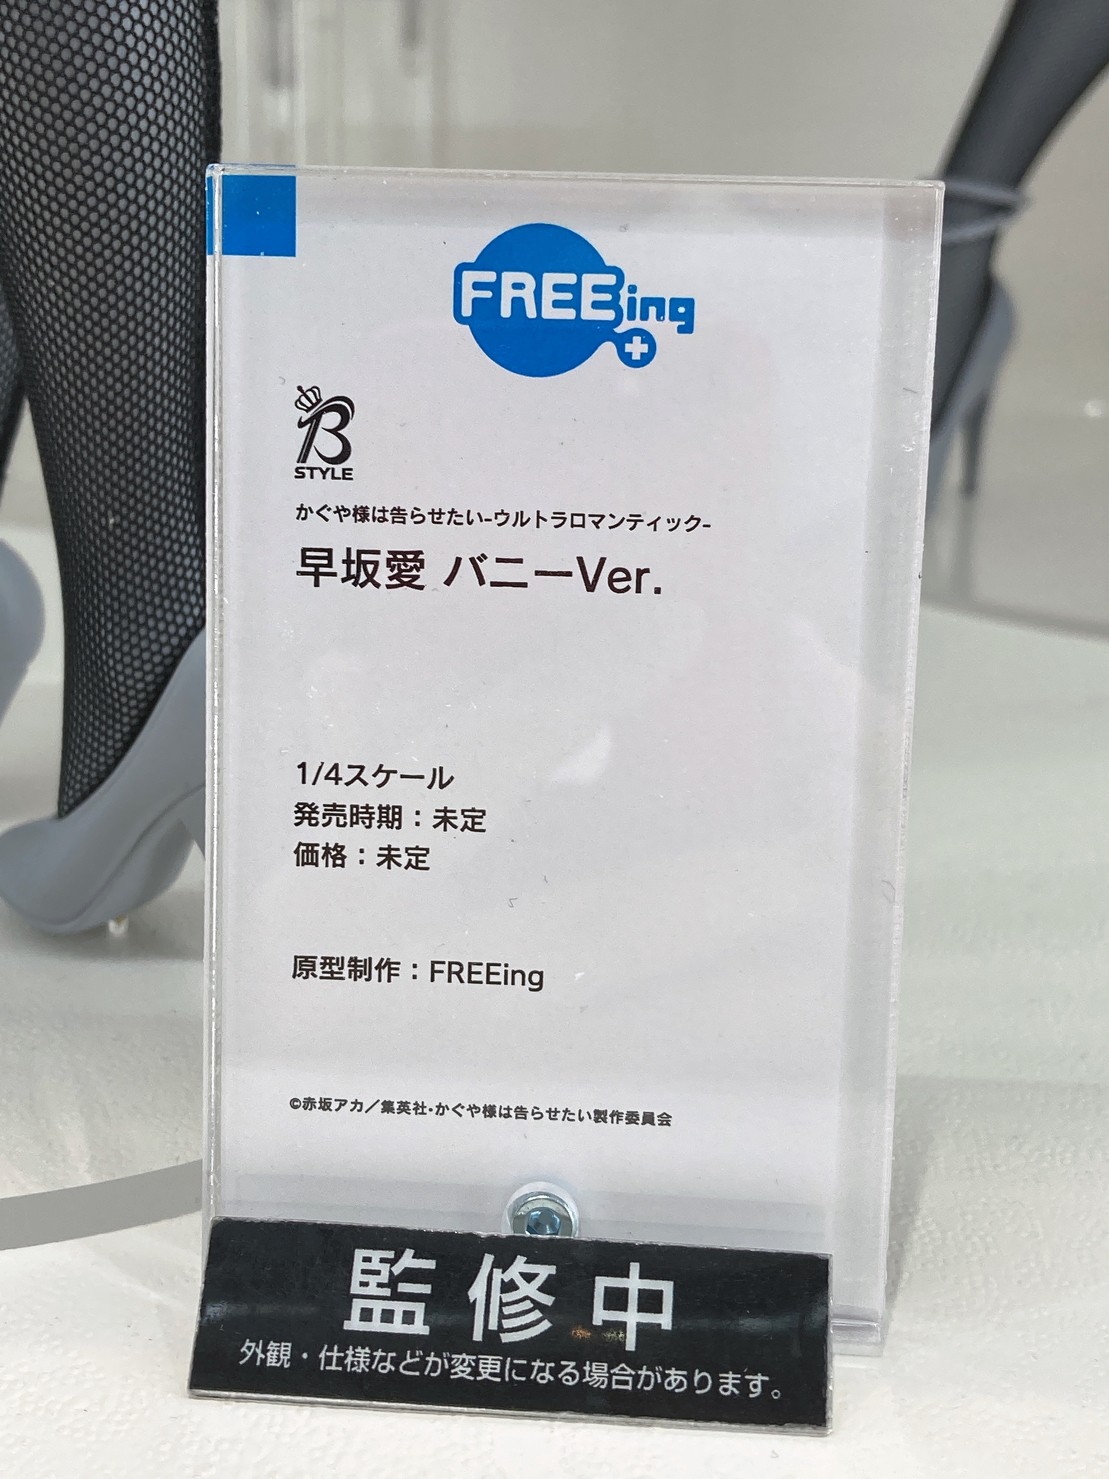 FREEing
B
STYLE
かぐや様は告らせたい-ウルトラロマンティック-
早坂愛 バニーVer.
1/4スケール
発売時期：未定
価格：未定
原型制作：FREEing
©赤坂アカ／集英社・かぐや様は告らせたい製作委員会
監修中
外観・仕様などが変更になる場合があります。